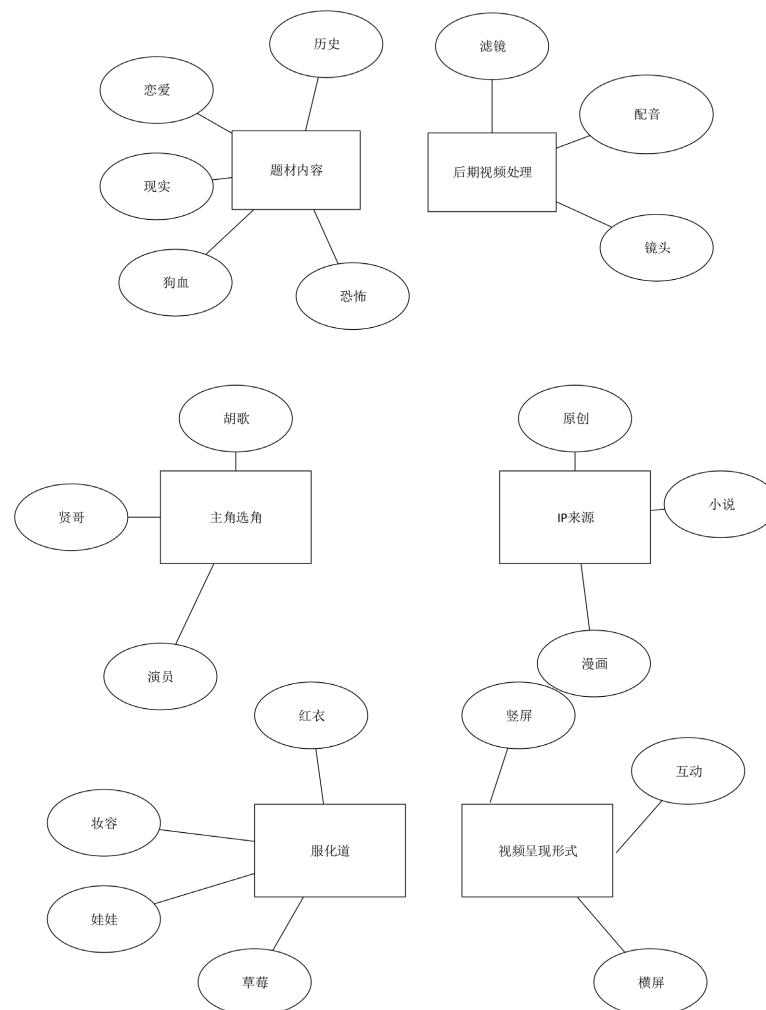 历史
恋爱
题材内容
现实
狗血
恐怖
滤镜
配音
后期视频处理
镜头
胡歌
贤哥
主角选角
演员
原创
IP来源
小说
漫画
红衣
妆容
服化道
娃娃
草莓
竖屏
互动
视频呈现形式
横屏